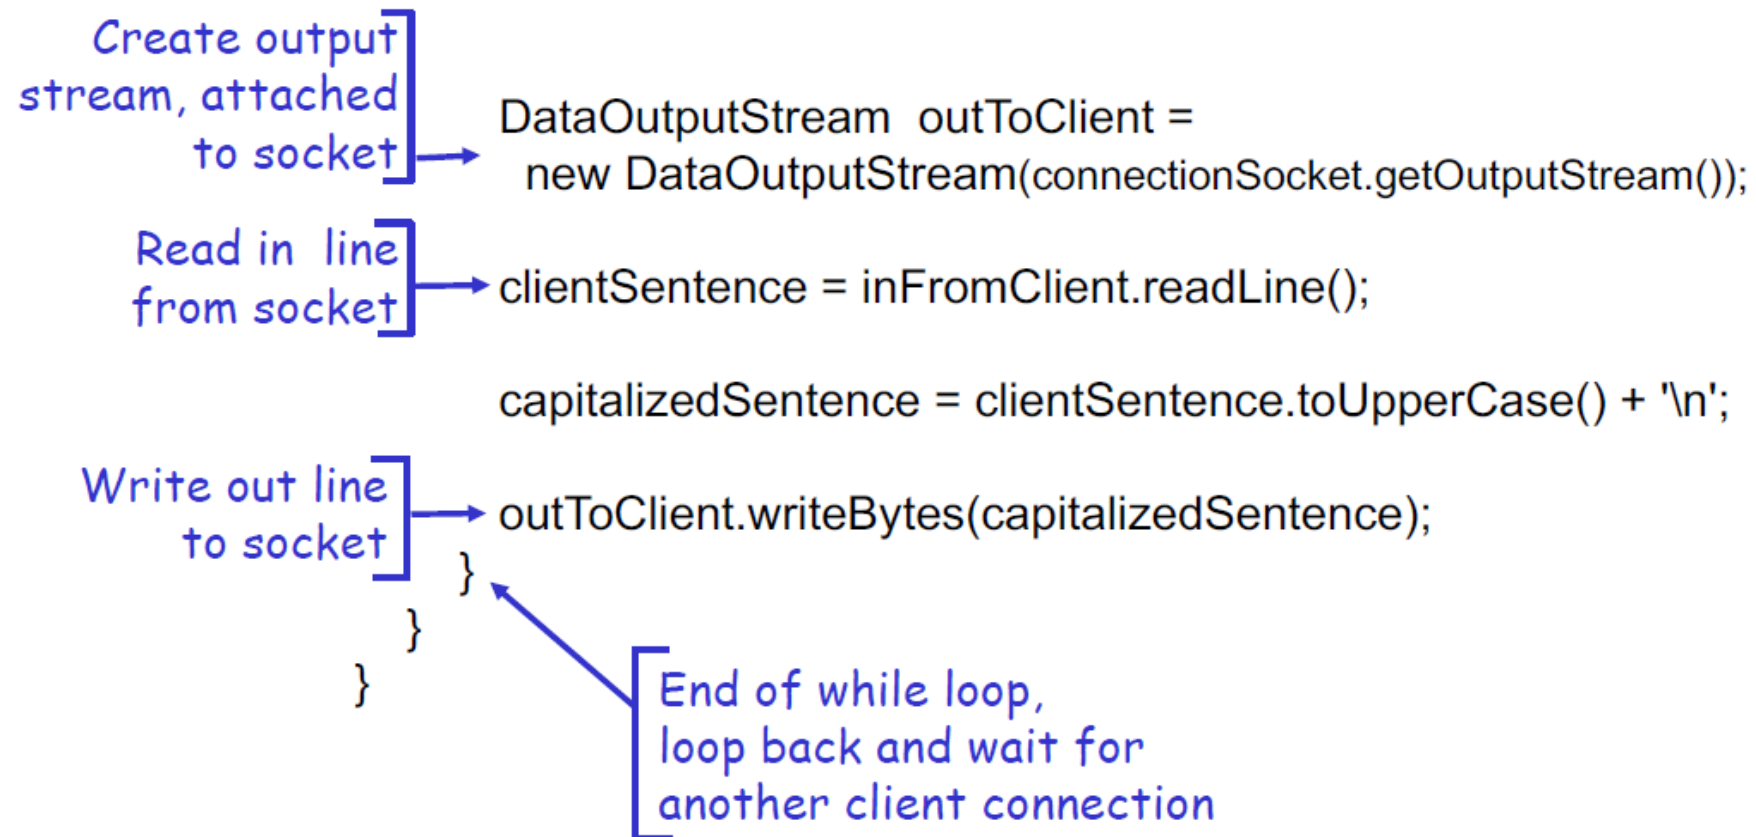 Create output
stream, attached
to socket
DataOutputStream outToClient =
new DataOutputStream(connectionSocket.getOutputStream());
Read in line
from socket
clientSentence = inFromClient.readLine();
capitalizedSentence = clientSentence.toUpperCase() + '\n';
Write out line
to socket
outToClient.writeBytes(capitalizedSentence);
}
}
}
End of while loop,
loop back and wait for
another client connection